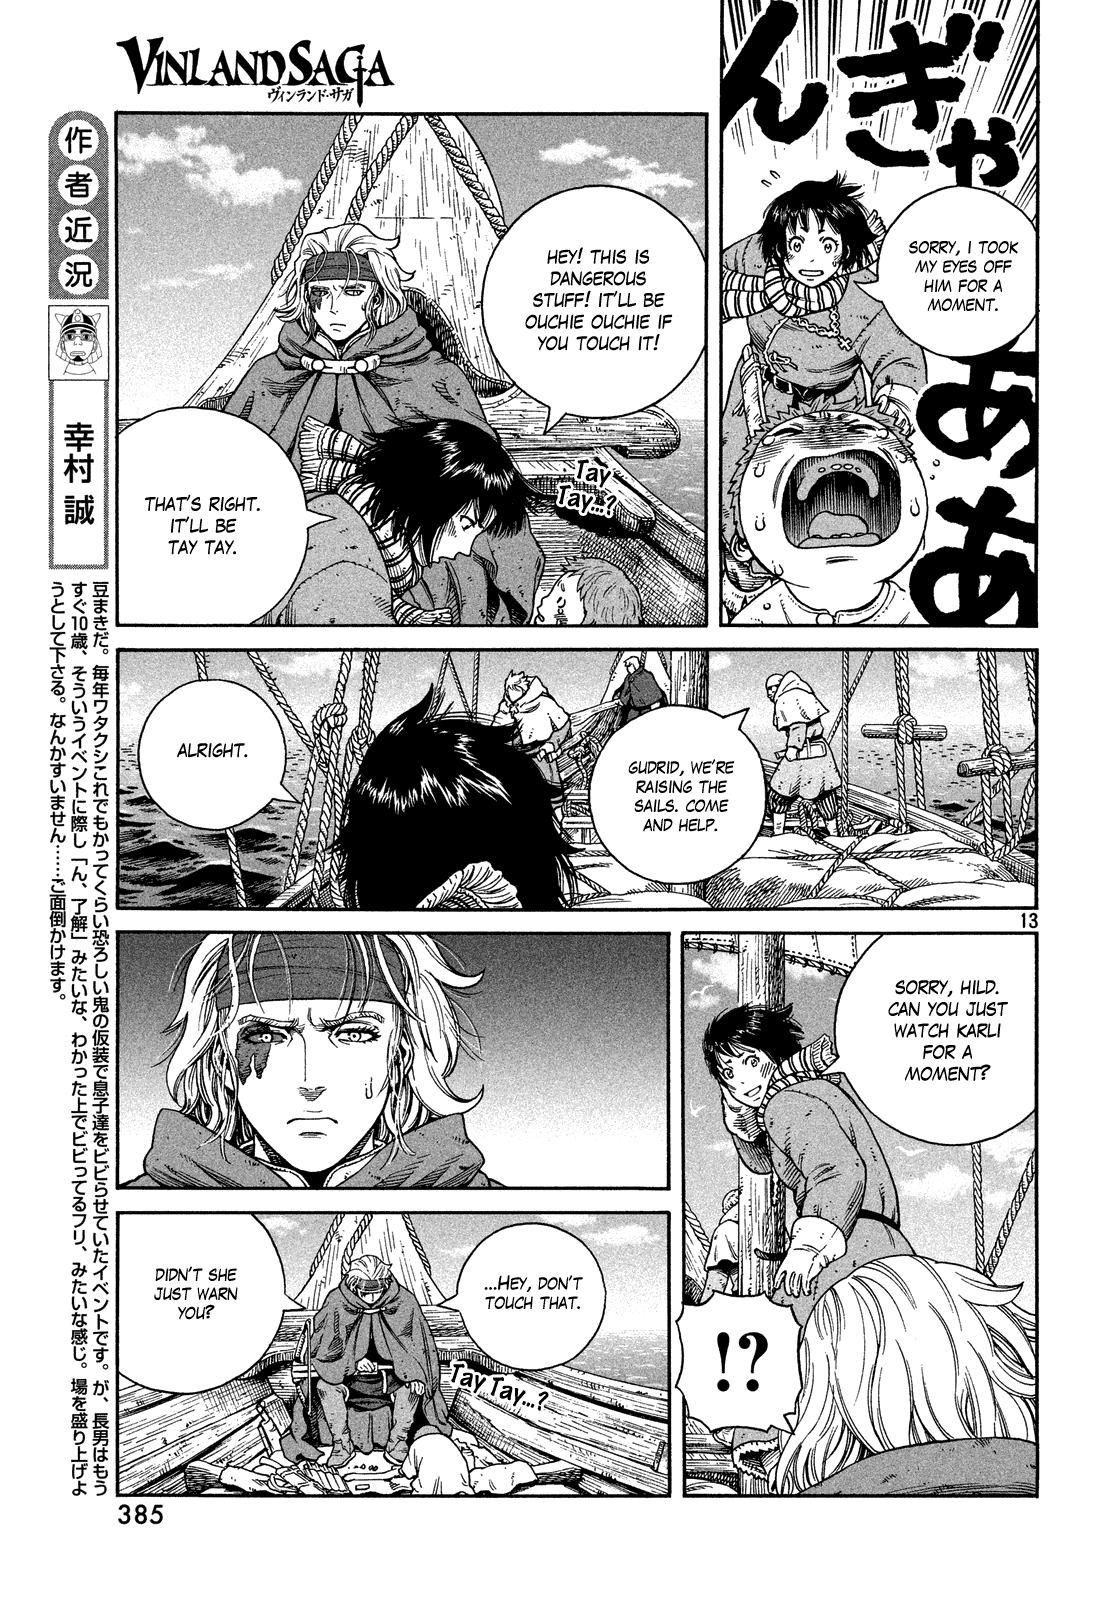 VINLAND SAGA
ヴィンランド・サガ
んぎゃ
ああ
SORRY, I TOOK
MY EYES OFF
HIM FOR A
MOMENT.
HEY! THIS IS
DANGEROUS
STUFF! IT'LL BE
OUCHIE OUCHIE IF
YOU TOUCH IT!
Tay
Tay...?
THAT'S RIGHT.
IT'LL BE
TAY TAY.
GUDRID, WE'RE
RAISING THE
SAILS. COME
AND HELP.
ALRIGHT.
13
SORRY, HILD.
CAN YOU JUST
WATCH KARLI
FOR A
MOMENT?
!?
...HEY, DON'T
TOUCH THAT.
Tay Tay...?
DIDN'T SHE
JUST WARN
YOU?
作者近況
幸村誠
豆まきだ。毎年ワタクシこれでもかってくらい恐ろしい鬼の仮装で息子達をビビらせていたイベントです。が、長男はもう
すぐ10歳、そういうイベントに際し「ん、了解」みたいな、わかった上でビビってるフリ、みたいな感じ。場を盛り上げよ
うとして下さる。なんかすいません……ご面倒かけます。
385